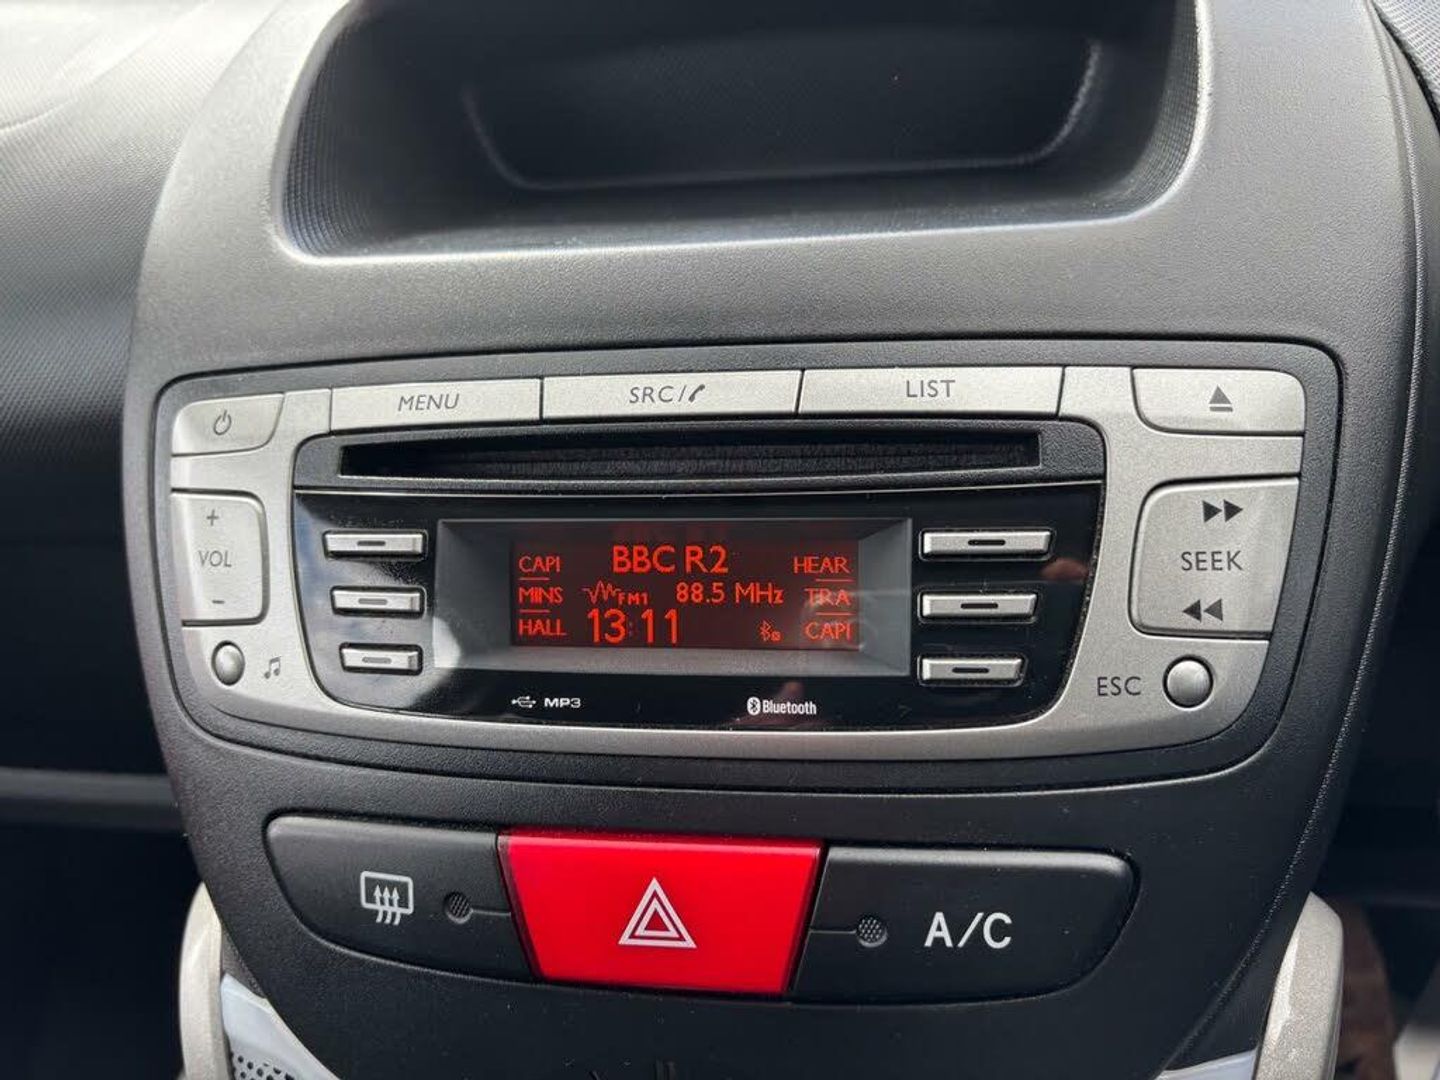 MENU
SRC/
LIST
+
VOL
-
SEEK
ESC
CAPI BBC R2 HEAR
MINS FM1 88.5 MHz TRA
HALL 13:11 CAPI
MP3
Bluetooth
A/C